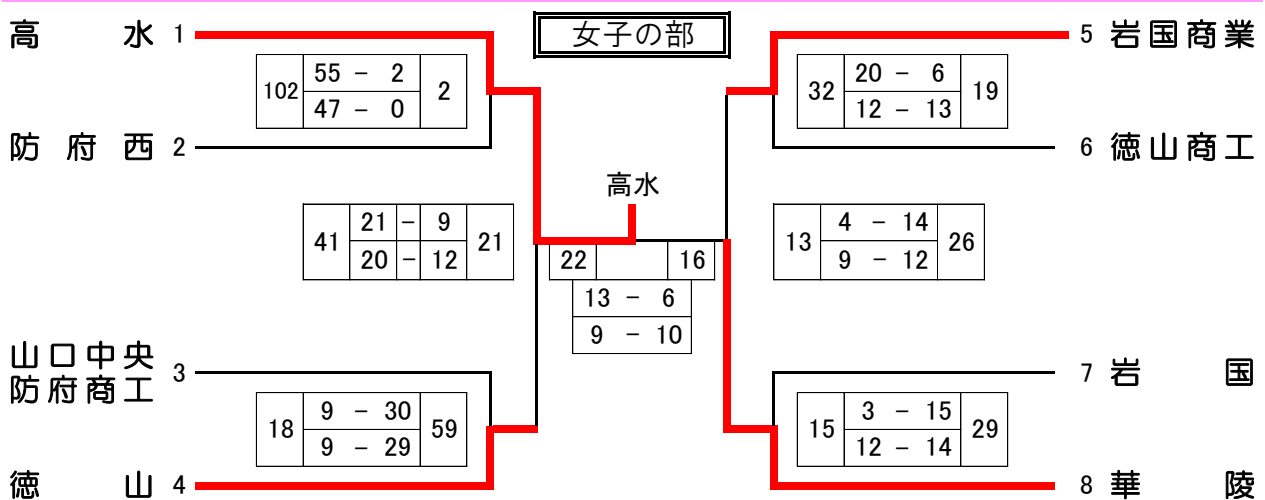 女子の部
高水 1
102 55 - 2 2
47 - 0
防府西 2
5 岩国商業
32 20 - 6 19
12 - 13
6 徳山商工
高水
41 21 - 9 21
20 - 12
13 4 - 14 26
9 - 12
22 16
13 - 6
9 - 10
山口中央
防府商工 3
18 9 - 30 59
9 - 29
徳山 4
7 岩国
15 3 - 15 29
12 - 14
8 華陵